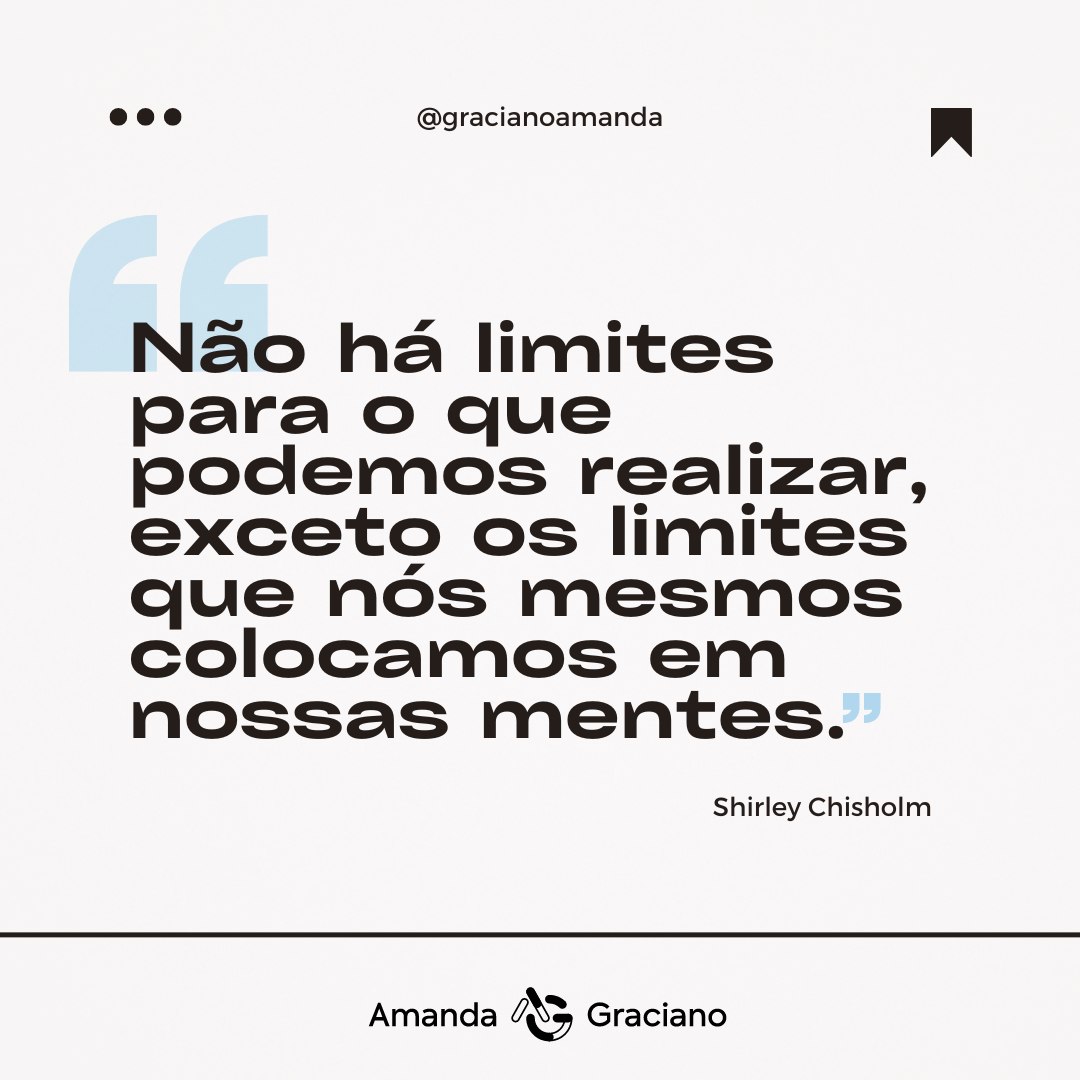 @gracianoamanda
“Não há limites
para o que
podemos realizar,
exceto os limites
que nós mesmos
colocamos em
nossas mentes.”
Shirley Chisholm
Amanda AG Graciano